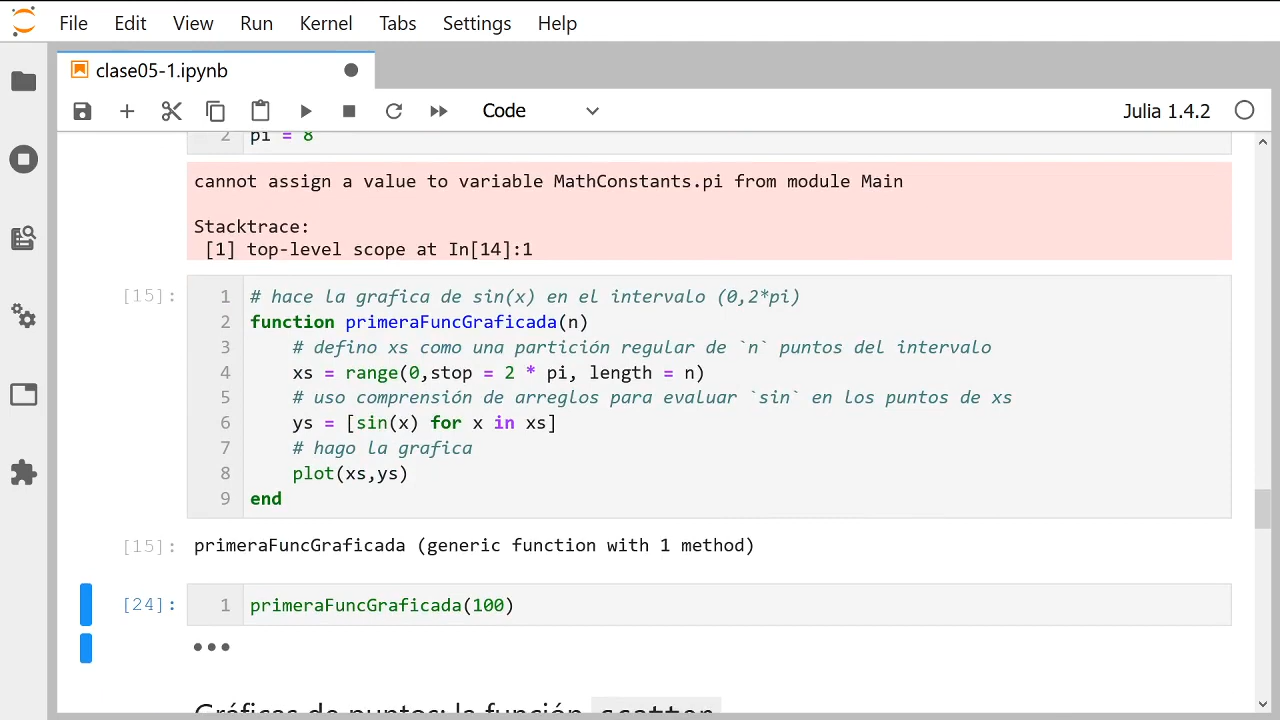 File Edit View Run Kernel Tabs Settings Help
clase05-1.ipynb
Code Julia 1.4.2
2 pi = 8
cannot assign a value to variable MathConstants.pi from module Main
Stacktrace:
[1] top-level scope at In[14]:1
[15]: 1 # hace la grafica de sin(x) en el intervalo (0,2*pi)
2 function primeraFuncGraficada(n)
3 # defino xs como una partición regular de `n` puntos del intervalo
4 xs = range(0,stop = 2 * pi, length = n)
5 # uso comprensión de arreglos para evaluar `sin` en los puntos de xs
6 ys = [sin(x) for x in xs]
7 # hago la grafica
8 plot(xs,ys)
9 end
[15]: primeraFuncGraficada (generic function with 1 method)
[24]: 1 primeraFuncGraficada(100)
Gráficas de puntos: la función scatter